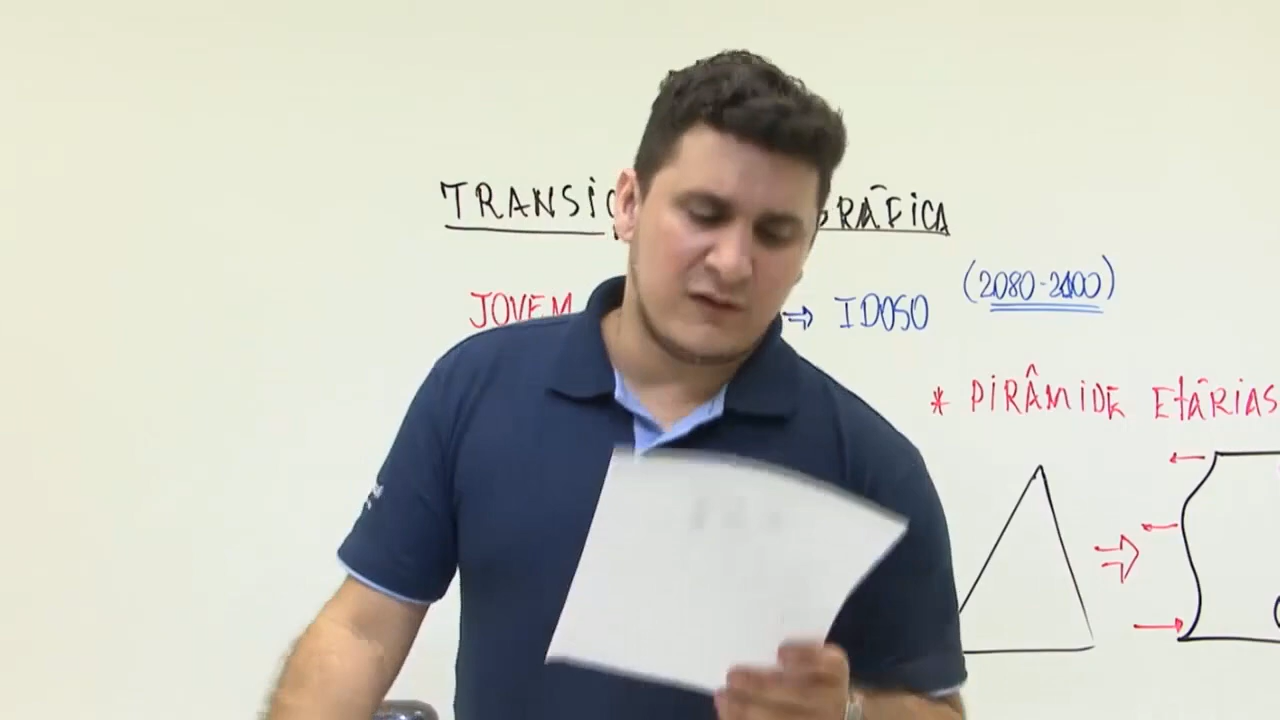 TRANSIÇ GRÁFICA
JOVEM ⇒ IDOSO (2080-2100)
* PIRÂMIDE ETÁRIAS